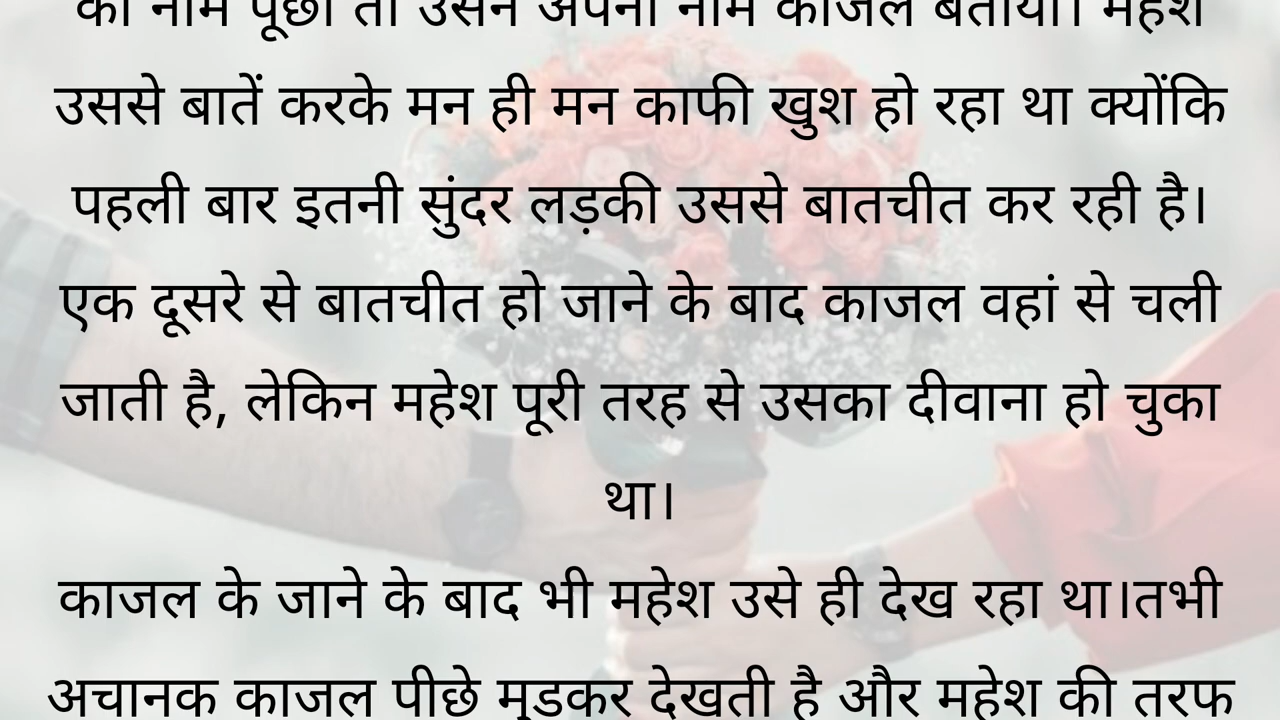 का नाम पूछा तो उसने अपना नाम काजल बताया। महेश
उससे बातें करके मन ही मन काफी खुश हो रहा था क्योंकि
पहली बार इतनी सुंदर लड़की उससे बातचीत कर रही है।
एक दूसरे से बातचीत हो जाने के बाद काजल वहां से चली
जाती है, लेकिन महेश पूरी तरह से उसका दीवाना हो चुका
था।
काजल के जाने के बाद भी महेश उसे ही देख रहा था।तभी
अचानक काजल पीछे मुड़कर देखती है और महेश की तरफ